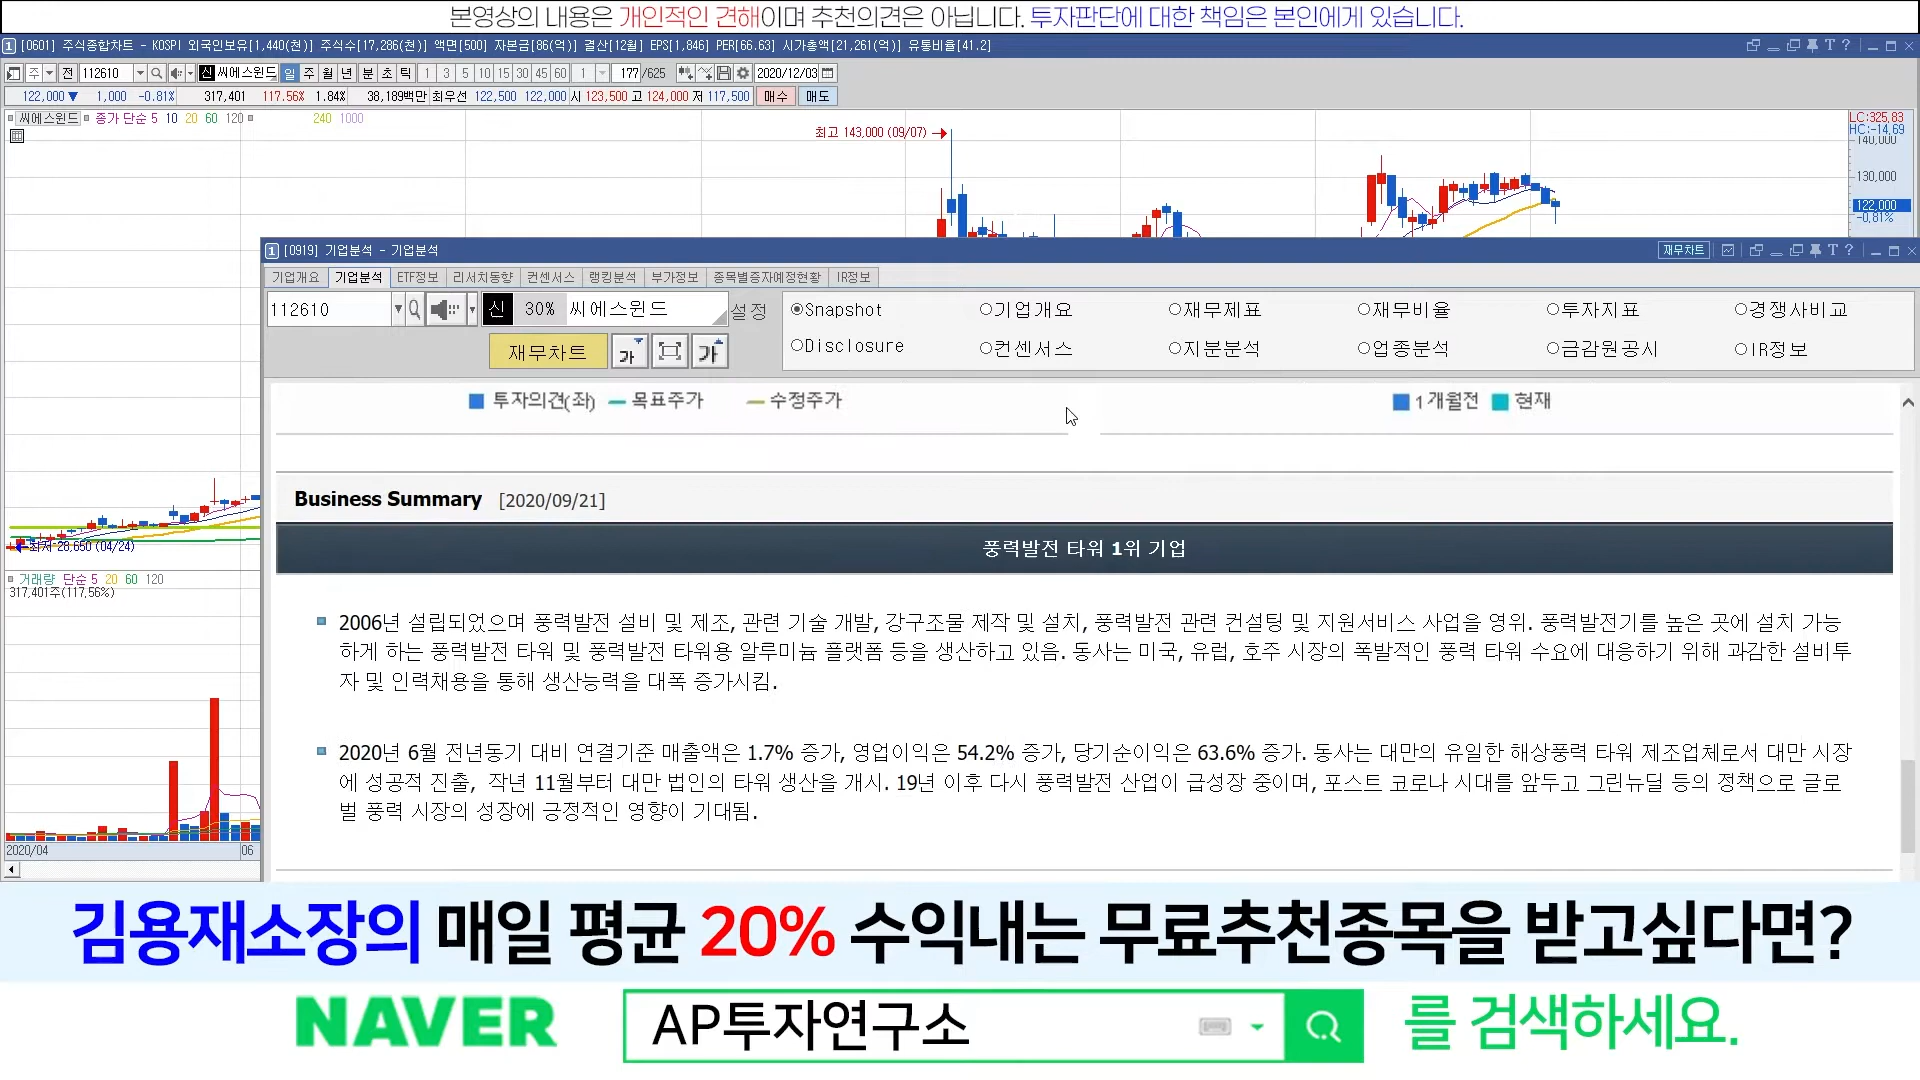 본영상의 내용은 개인적인 견해이며 추천의견은 아닙니다. 투자판단에 대한 책임은 본인에게 있습니다.
1 [0601] 주식종합차트 - KOSPI 외국인보유[1,440(천)] 주식수[17,286(천)] 액면[500] 자본금[86(억)] 결산[12월] EPS[1,846] PER[66.63] 시가총액[21,261(억)] 유통비율[41.2]
주 전 112610 신 씨에스윈드 일 주 월 년 분 초 틱 1 3 5 10 15 30 45 60 1 177 /625 2020/12/03
122,000 ▼ 1,000 -0.81% 317,401 117.56% 1.84% 38,189백만 최우선 122,500 122,000 시 123,500 고 124,000 저 117,500 매수 매도
씨에스윈드 종가 단순 5 10 20 60 120 240 1000
LC:325.83
HC:-14.69
최고 143,000 (09/07) →
140,000
130,000
122,000
-0.81%
1 [0919] 기업분석 - 기업분석 재무차트
기업개요 기업분석 ETF정보 리서치동향 컨센서스 랭킹분석 부가정보 종목별증자예정현황 IR정보
112610 신 30% 씨에스윈드 설정
Snapshot 기업개요 재무제표 재무비율 투자지표 경쟁사비교
재무차트 가 가
Disclosure 컨센서스 지분분석 업종분석 금감원공시 IR정보
투자의견(좌) 목표주가 수정주가 1개월전 현재
Business Summary [2020/09/21]
풍력발전 타워 1위 기업
최저 28,650 (04/24)
거래량 단순 5 20 60 120
317,401주(117.56%)
2006년 설립되었으며 풍력발전 설비 및 제조, 관련 기술 개발, 강구조물 제작 및 설치, 풍력발전 관련 컨설팅 및 지원서비스 사업을 영위. 풍력발전기를 높은 곳에 설치 가능
하게 하는 풍력발전 타워 및 풍력발전 타워용 알루미늄 플랫폼 등을 생산하고 있음. 동사는 미국, 유럽, 호주 시장의 폭발적인 풍력 타워 수요에 대응하기 위해 과감한 설비투
자 및 인력채용을 통해 생산능력을 대폭 증가시킴.
2020년 6월 전년동기 대비 연결기준 매출액은 1.7% 증가, 영업이익은 54.2% 증가, 당기순이익은 63.6% 증가. 동사는 대만의 유일한 해상풍력 타워 제조업체로서 대만 시장
에 성공적 진출, 작년 11월부터 대만 법인의 타워 생산을 개시. 19년 이후 다시 풍력발전 산업이 급성장 중이며, 포스트 코로나 시대를 앞두고 그린뉴딜 등의 정책으로 글로
벌 풍력 시장의 성장에 긍정적인 영향이 기대됨.
2020/04 06
김용재소장의 매일 평균 20% 수익내는 무료추천종목을 받고싶다면?
NAVER AP투자연구소 를 검색하세요.